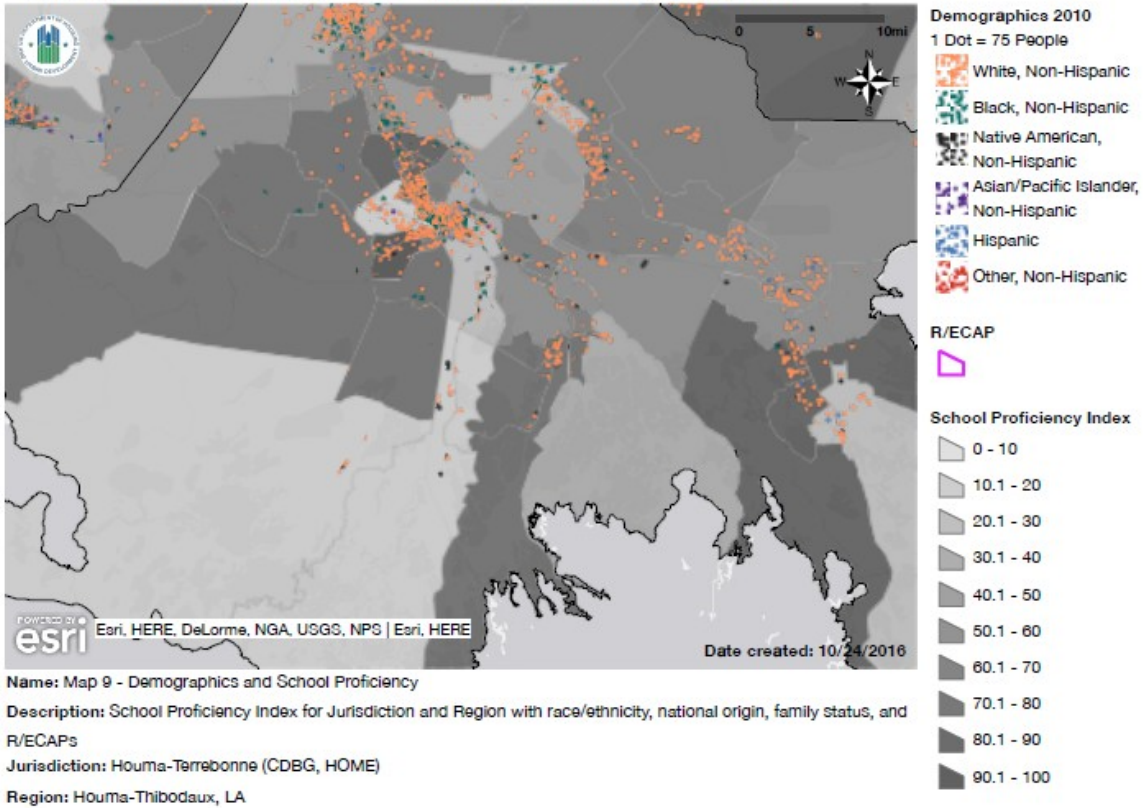 0 5 10mi
N
W E
S
POWERED BY
esri
Esri, HERE, DeLorme, NGA, USGS, NPS | Esri, HERE
Date created: 10/24/2016
Name: Map 9 - Demographics and School Proficiency
Description: School Proficiency Index for Jurisdiction and Region with race/ethnicity, national origin, family status, and
R/ECAPs
Jurisdiction: Houma-Terrebonne (CDBG, HOME)
Region: Houma-Thibodaux, LA
Demographics 2010
1 Dot = 75 People
White, Non-Hispanic
Black, Non-Hispanic
Native American,
Non-Hispanic
Asian/Pacific Islander,
Non-Hispanic
Hispanic
Other, Non-Hispanic
R/ECAP
School Proficiency Index
0 - 10
10.1 - 20
20.1 - 30
30.1 - 40
40.1 - 50
50.1 - 60
60.1 - 70
70.1 - 80
80.1 - 90
90.1 - 100